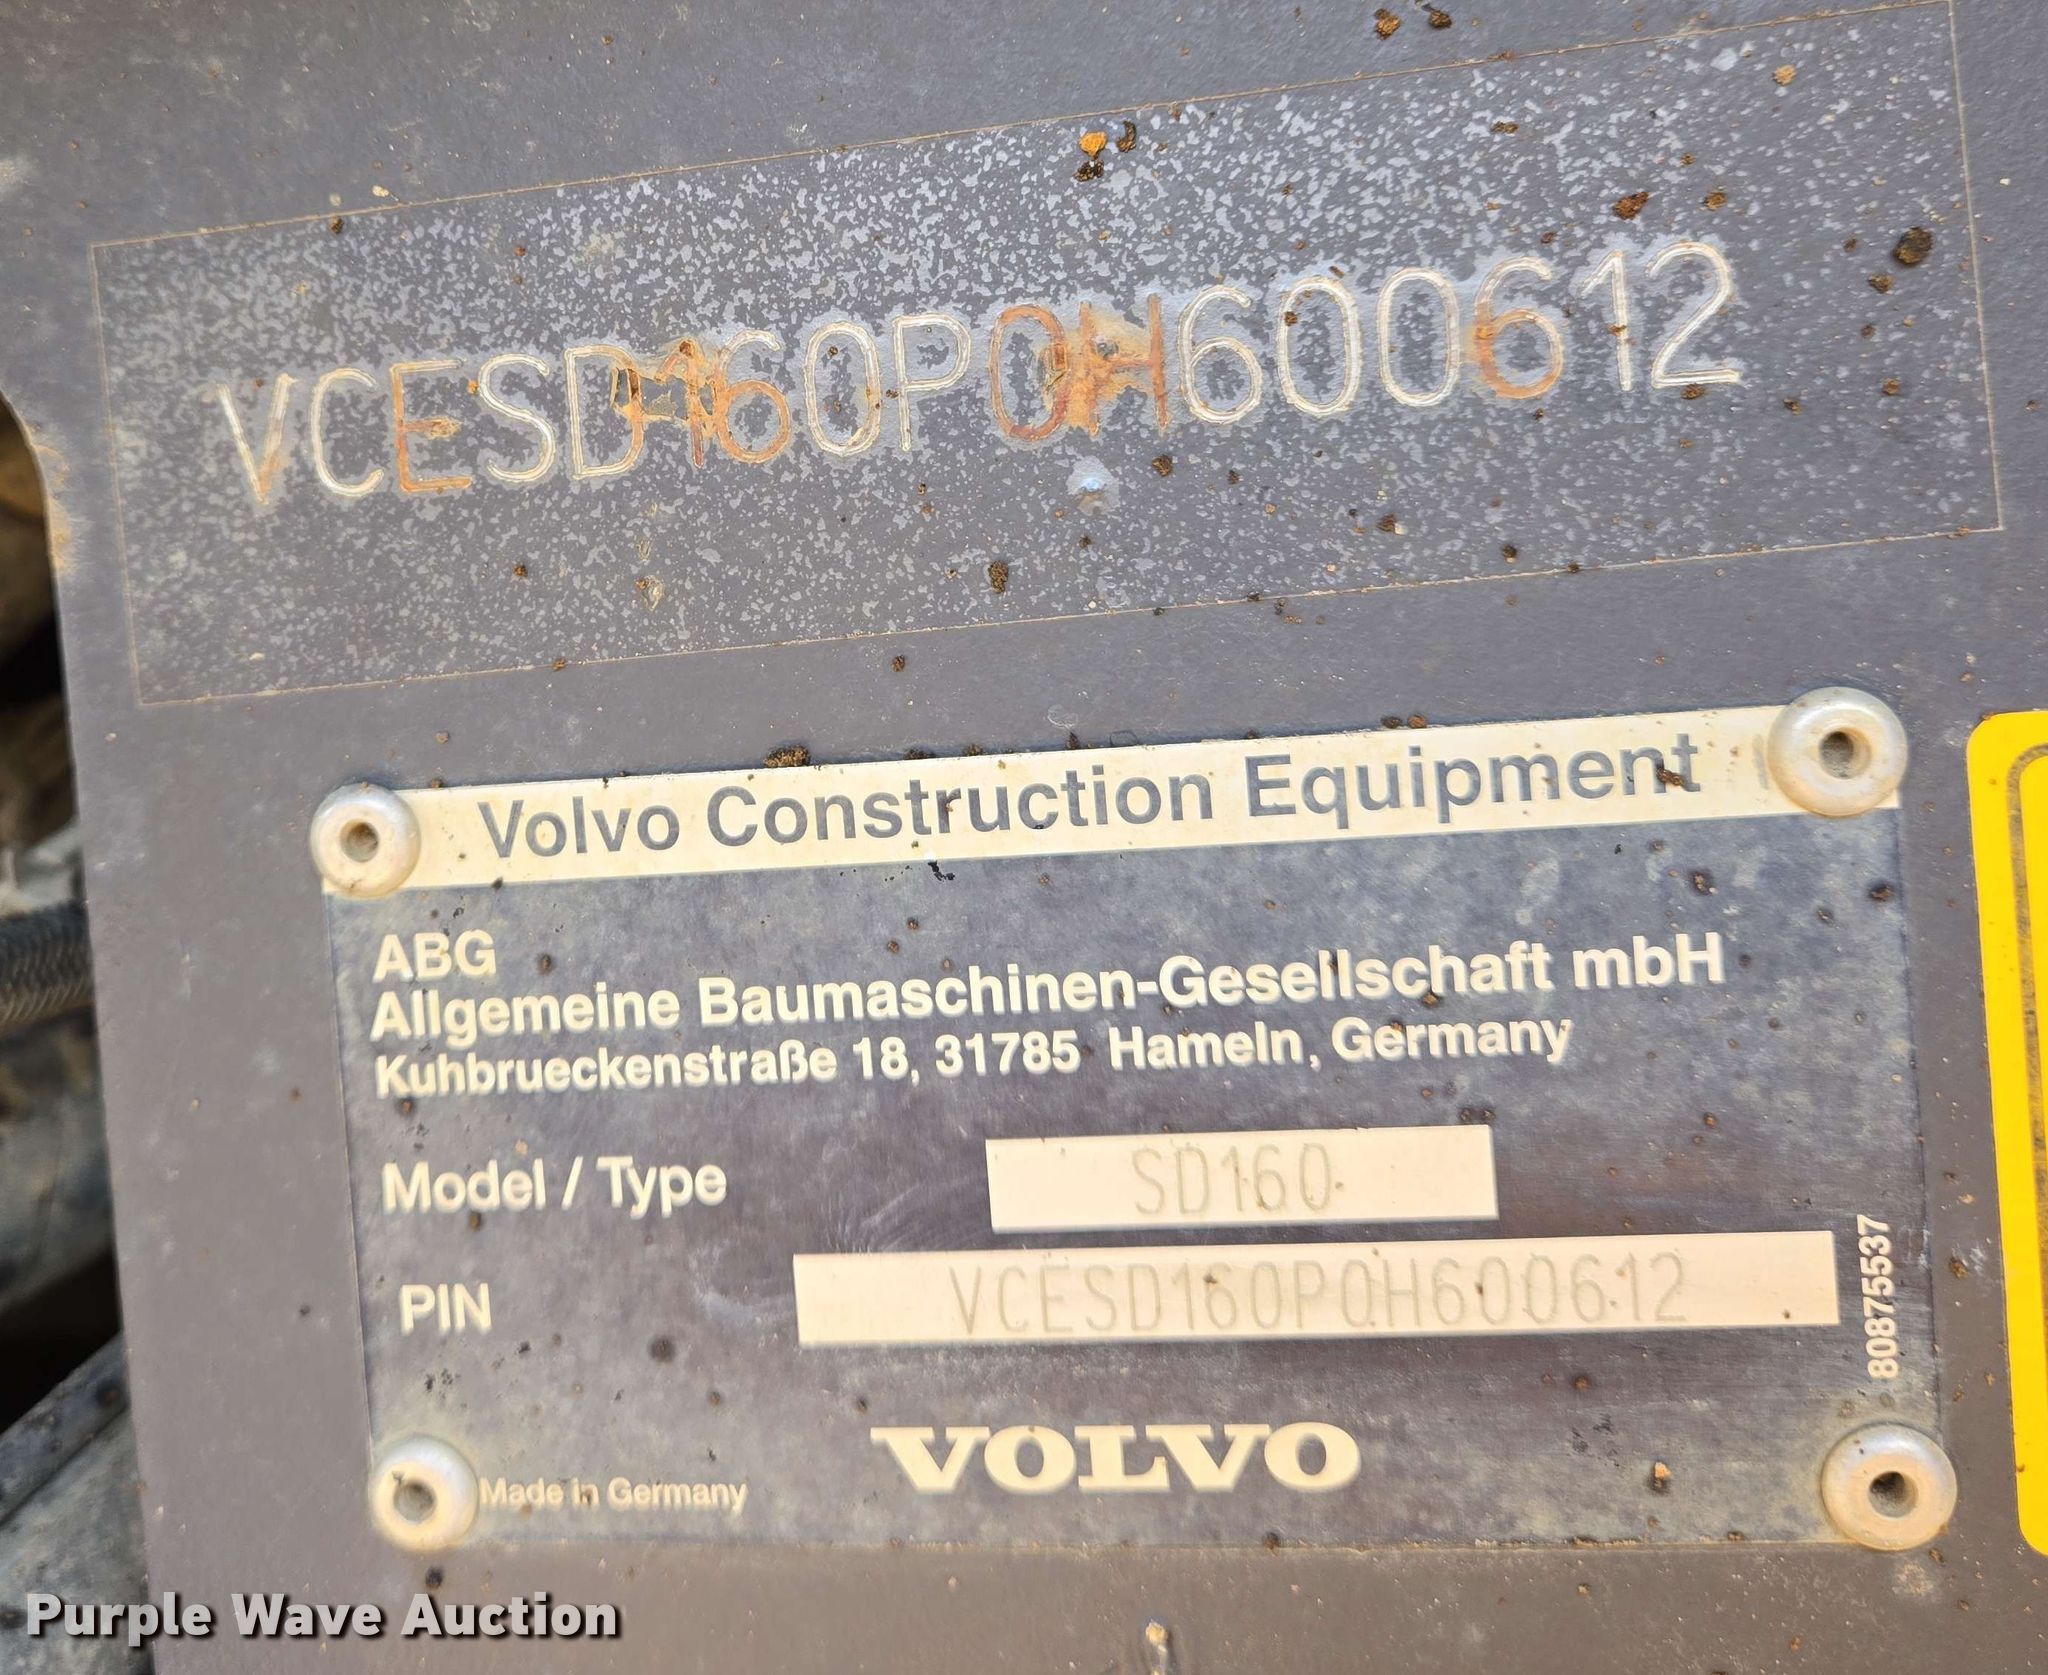 VCESD160P0H600612
Volvo Construction Equipment
ABG
Allgemeine Baumaschinen-Gesellschaft mbH
Kuhbrueckenstraße 18, 31785 Hameln, Germany
Model / Type SD160
PIN VCESD160P0H600612
80875537
VOLVO
Made in Germany
Purple Wave Auction